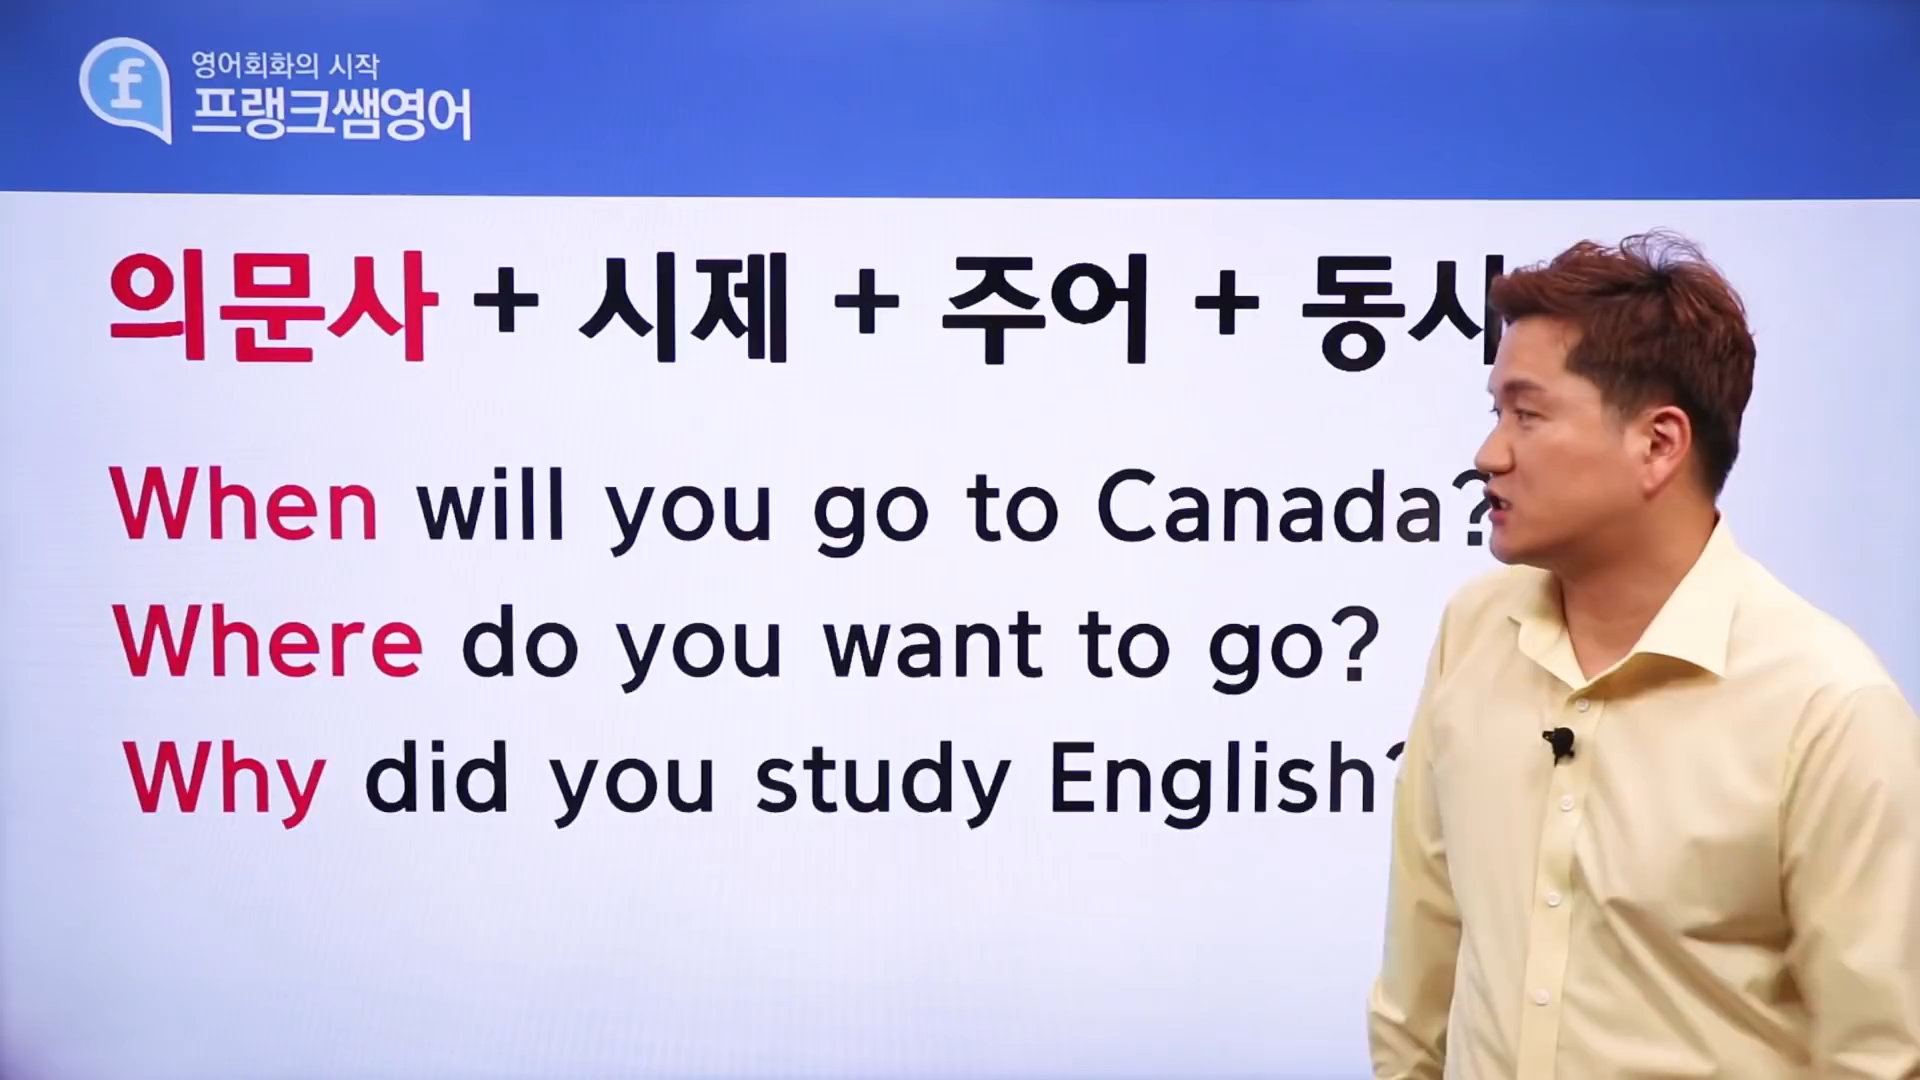 영어회화의 시작
프랭크쌤영어
의문사 + 시제 + 주어 + 동사
When will you go to Canada?
Where do you want to go?
Why did you study English?